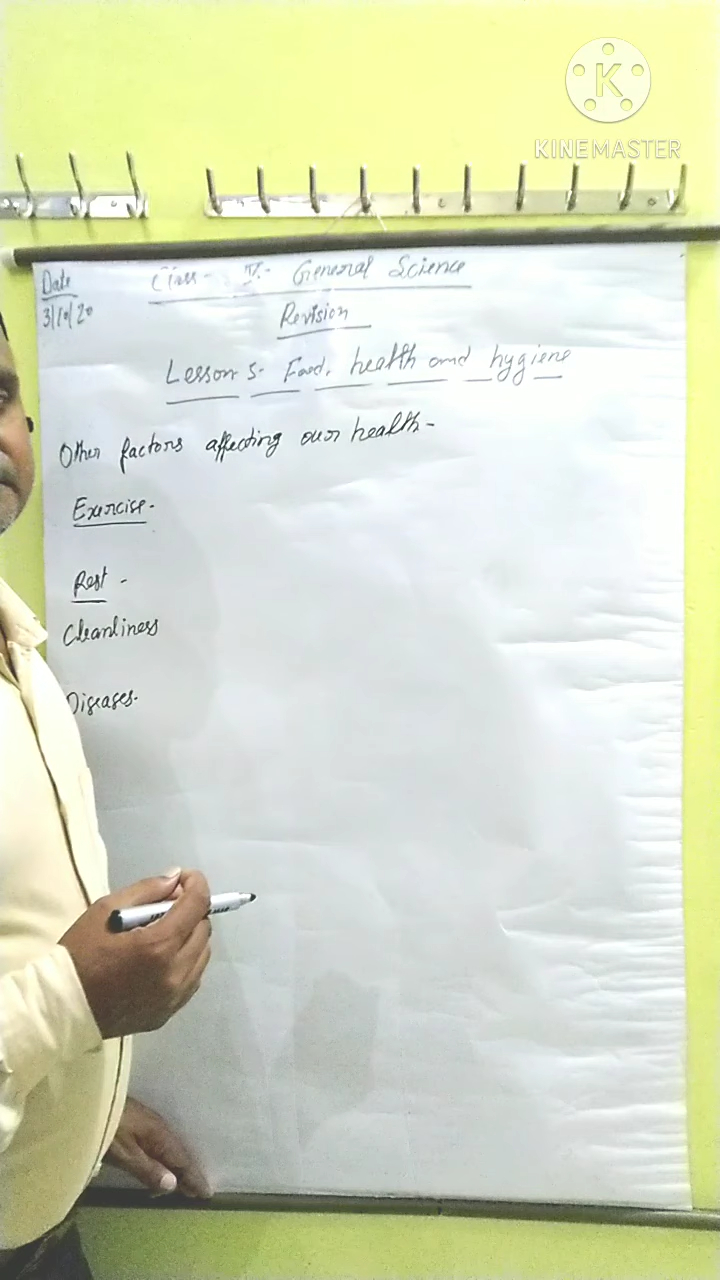 KINEMASTER
Date
3/10/20
Class - V:- General Science
Revision
Lesson 5- Food, health and hygiene
Other factors affecting our health -
Exercise -
Rest -
Cleanliness
Diseases.